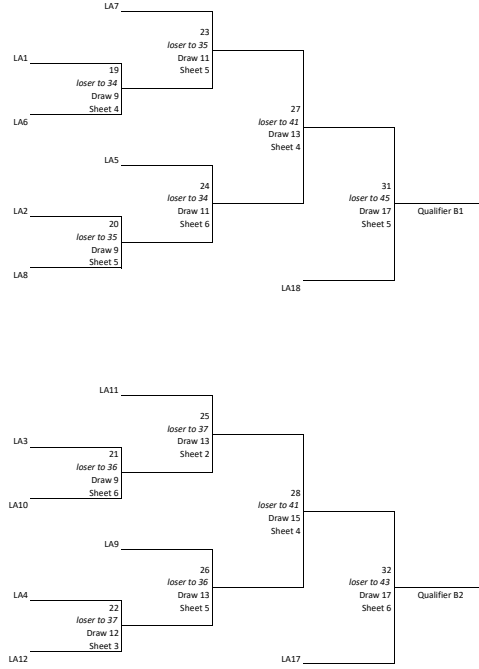 LA7
23
loser to 35
Draw 11
Sheet 5
LA1
19
loser to 34
Draw 9
Sheet 4
LA6
27
loser to 41
Draw 13
Sheet 4
LA5
24
loser to 34
Draw 11
Sheet 6
LA2
20
loser to 35
Draw 9
Sheet 5
LA8
31
loser to 45
Draw 17
Sheet 5
Qualifier B1
LA18
LA11
25
loser to 37
Draw 13
Sheet 2
LA3
21
loser to 36
Draw 9
Sheet 6
LA10
28
loser to 41
Draw 15
Sheet 4
LA9
26
loser to 36
Draw 13
Sheet 5
LA4
22
loser to 37
Draw 12
Sheet 3
LA12
32
loser to 43
Draw 17
Sheet 6
Qualifier B2
LA17